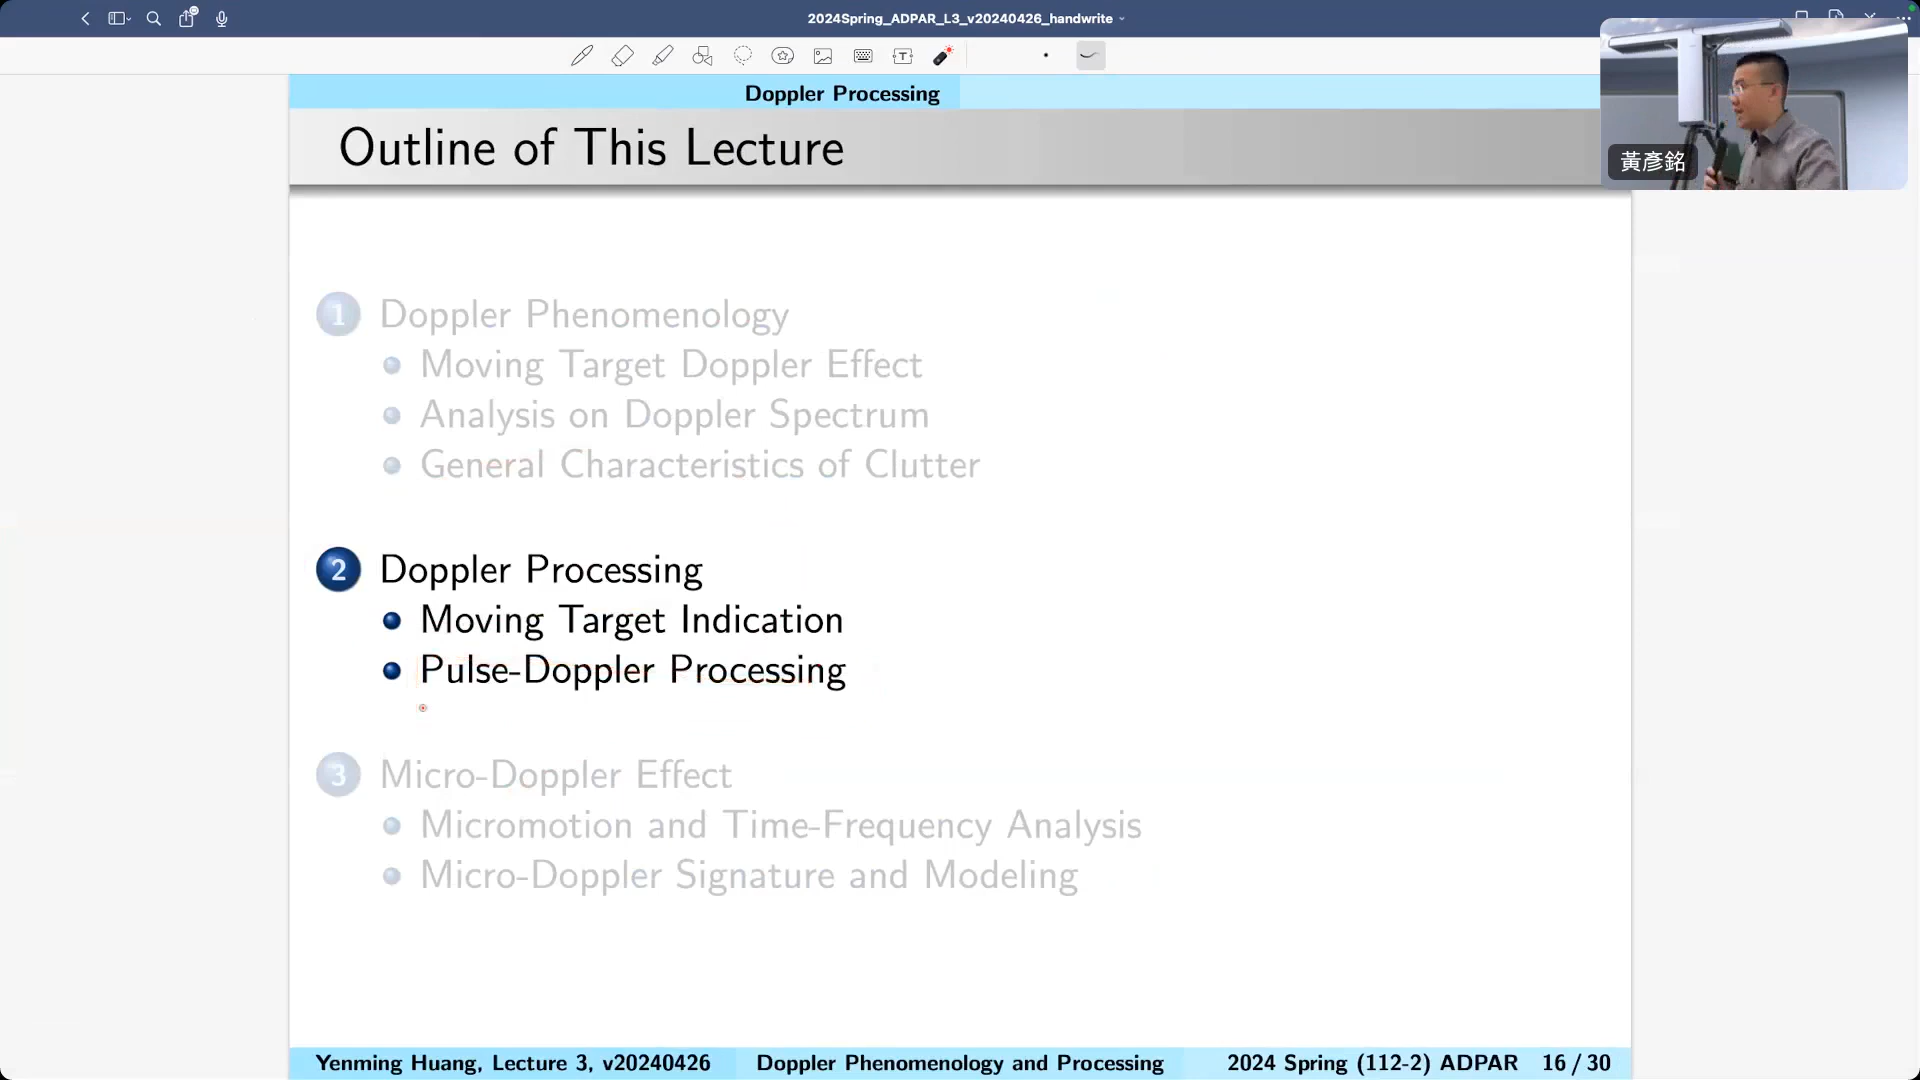 2024Spring_ADPAR_L3_v20240426_handwrite
Doppler Processing
Outline of This Lecture
黃彥銘
1 Doppler Phenomenology
Moving Target Doppler Effect
Analysis on Doppler Spectrum
General Characteristics of Clutter
2 Doppler Processing
Moving Target Indication
Pulse-Doppler Processing
3 Micro-Doppler Effect
Micromotion and Time-Frequency Analysis
Micro-Doppler Signature and Modeling
Yenming Huang, Lecture 3, v20240426 Doppler Phenomenology and Processing 2024 Spring (112-2) ADPAR 16 / 30